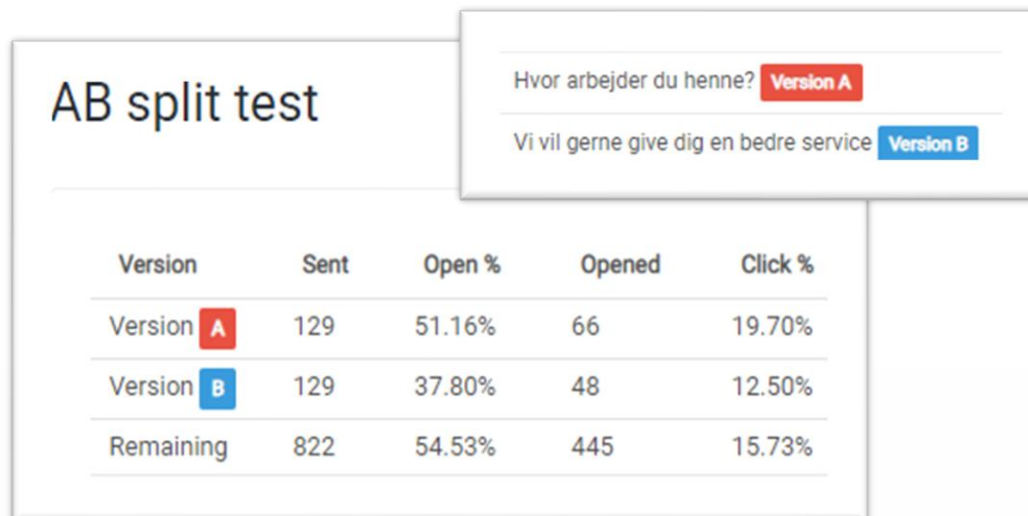 AB split test
Hvor arbejder du henne? Version A
Vi vil gerne give dig en bedre service Version B
Version Sent Open % Opened Click %
Version A 129 51.16% 66 19.70%
Version B 129 37.80% 48 12.50%
Remaining 822 54.53% 445 15.73%